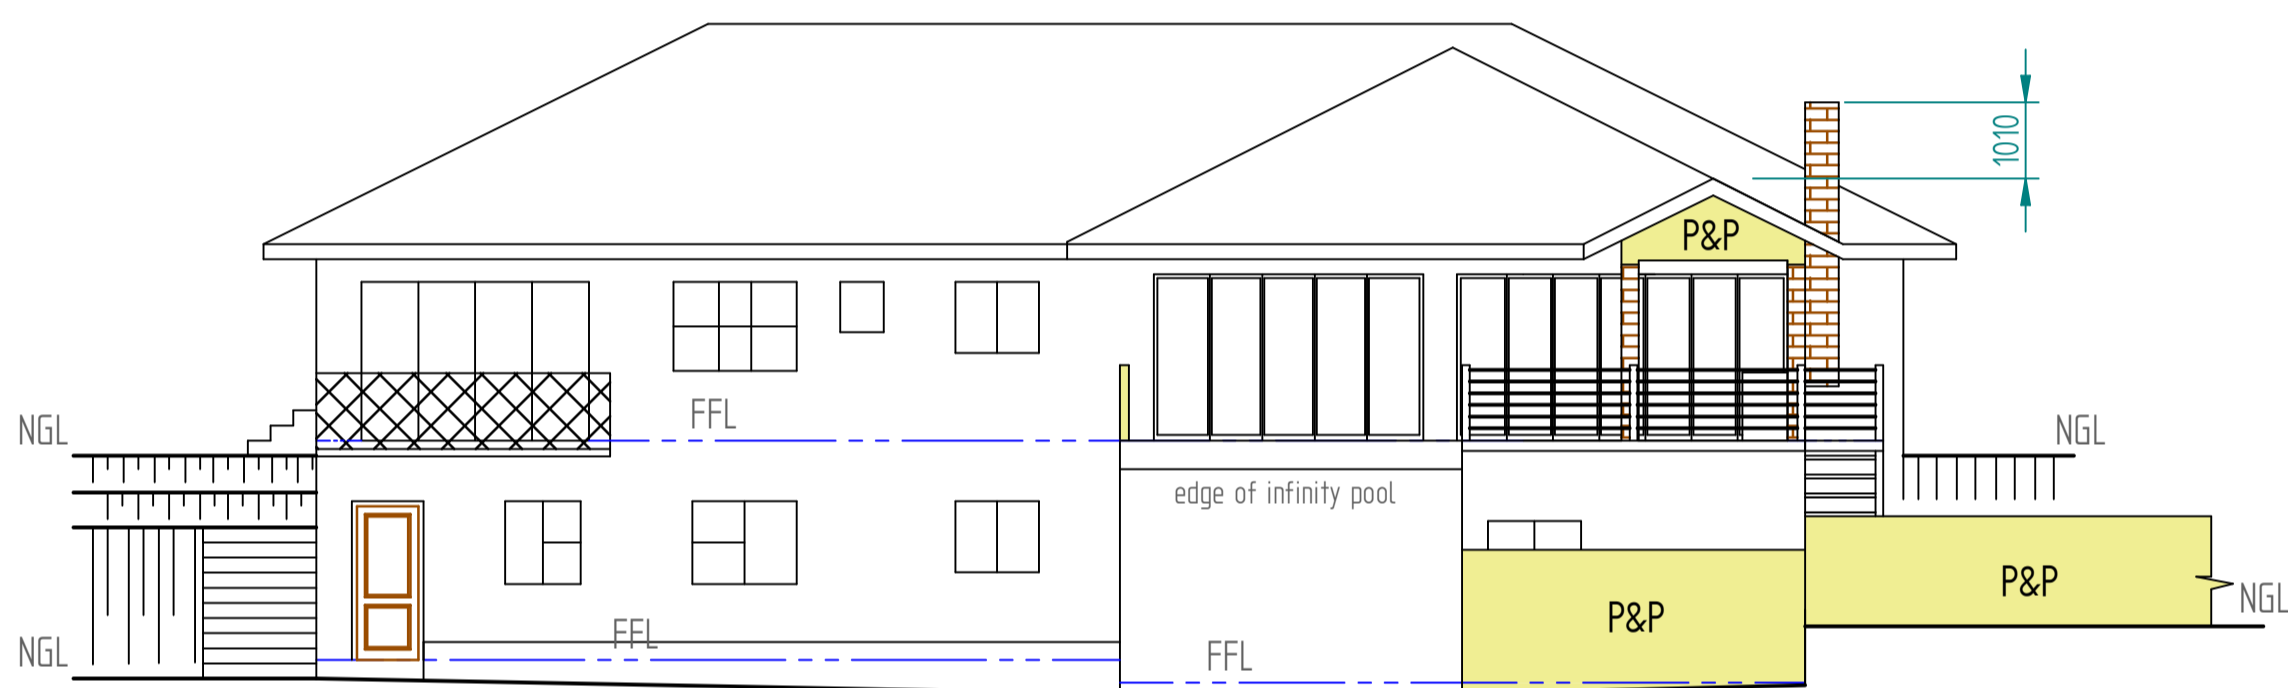 1010
P&P
FFL
NGL
NGL
edge of infinity pool
P&P
P&P
NGL
FFL
FFL
NGL